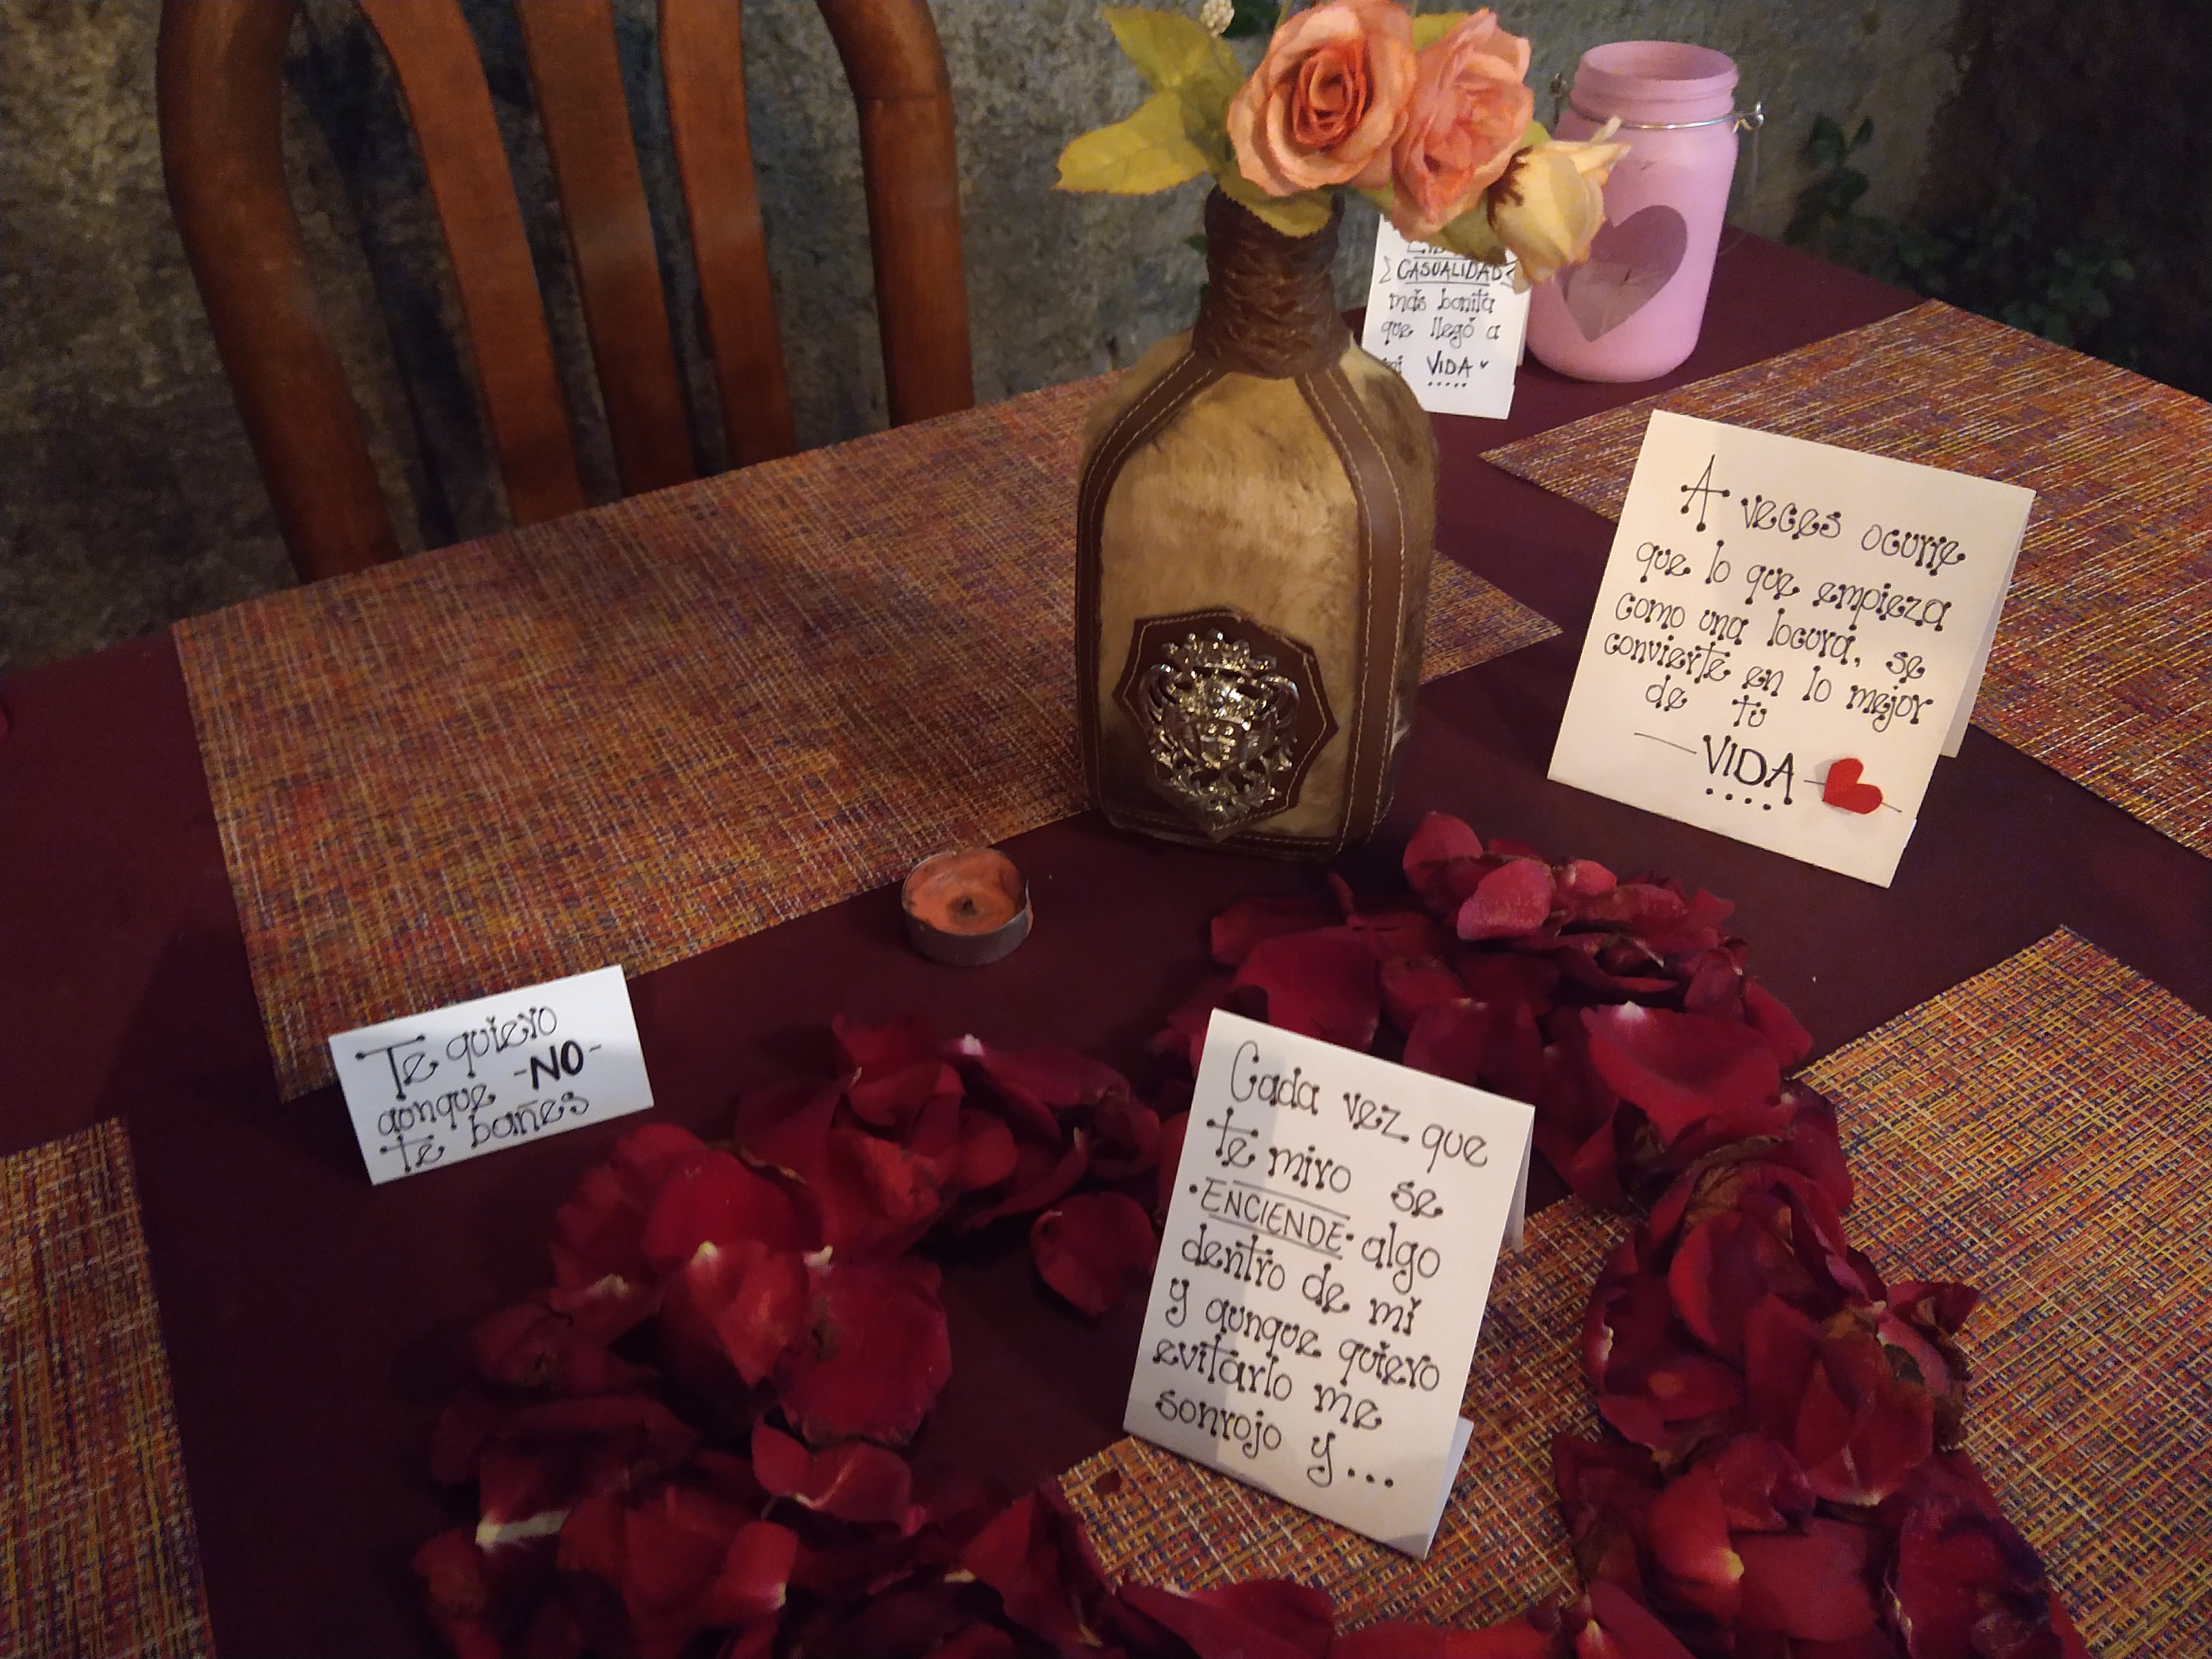 CASUALIDAD
más bonita
que llegó a
mi VIDA
A veces ocurre
que lo que empieza
como una locura, se
convierte en lo mejor
de tu
VIDA
Te quiero
aunque -NO-
te bañes
Cada vez que
te miro se
•ENCIENDE• algo
dentro de mi
y aunque quiero
evitarlo me
sonrojo y...